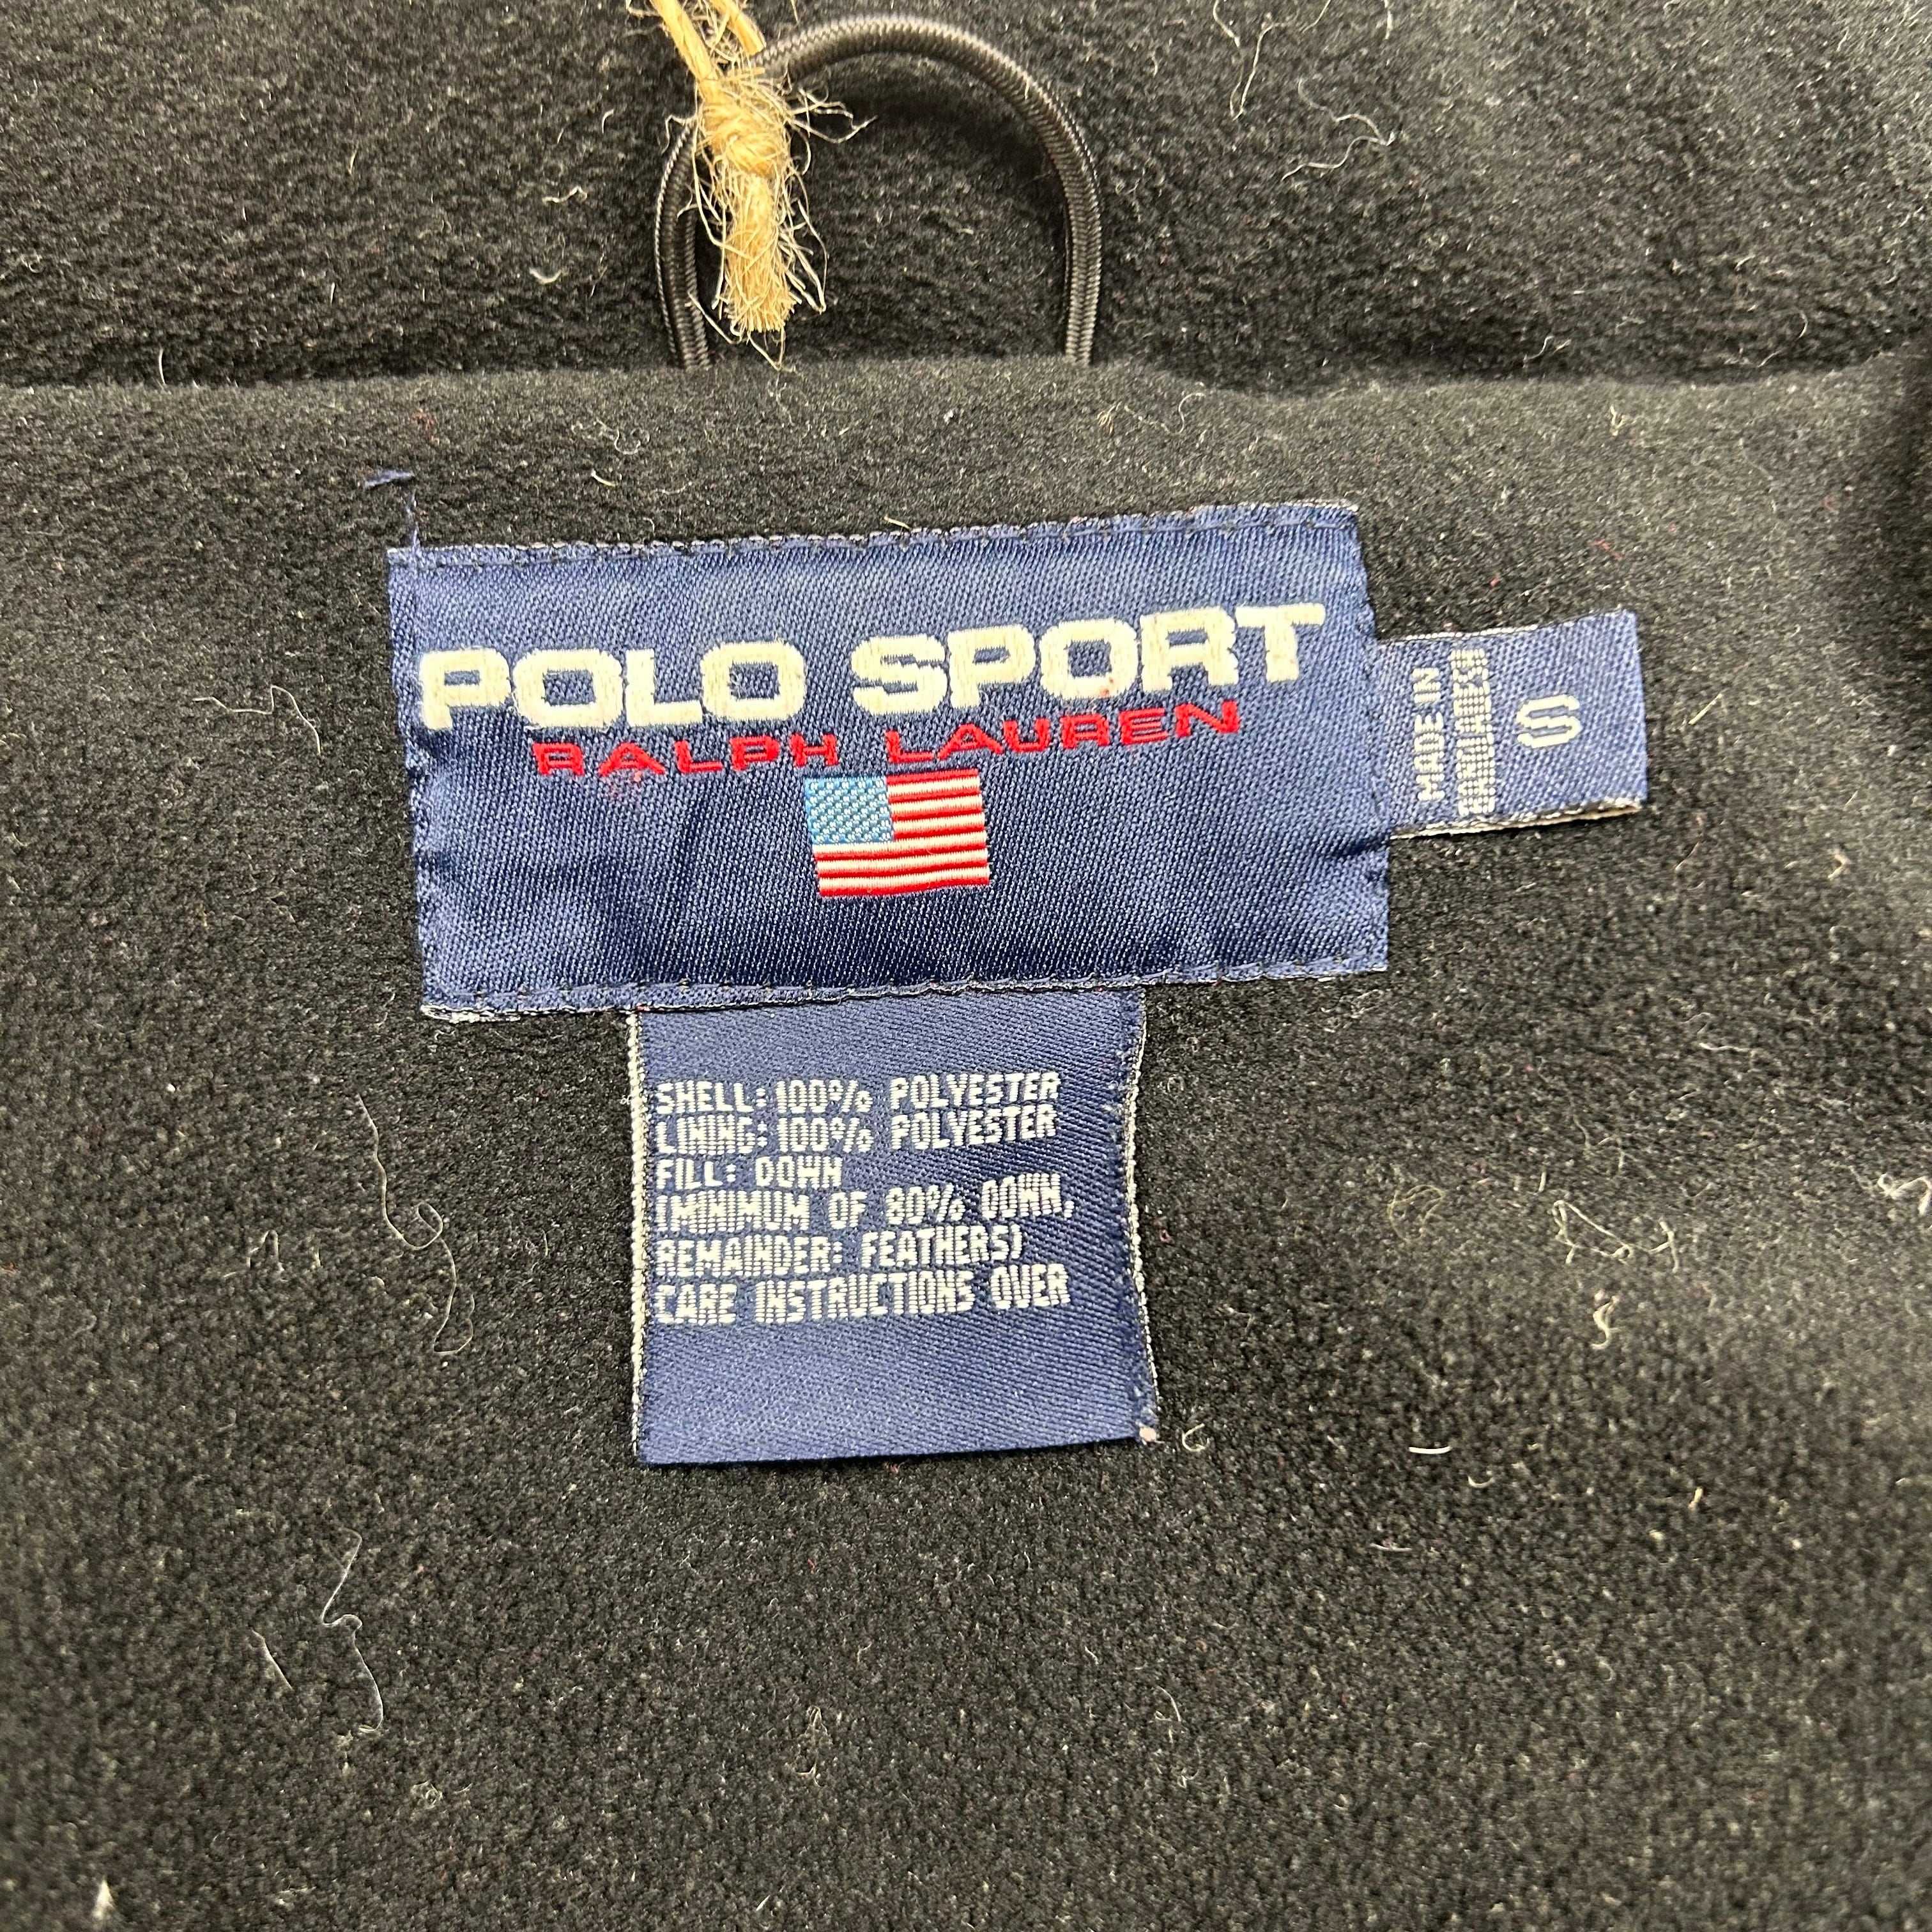 POLO SPORT
RALPH LAUREN
MADE IN
BANGLADESH
S
SHELL: 100% POLYESTER
LINING: 100% POLYESTER
FILL: DOWN
(MINIMUM OF 80% DOWN,
REMAINDER: FEATHERS)
CARE INSTRUCTIONS OVER